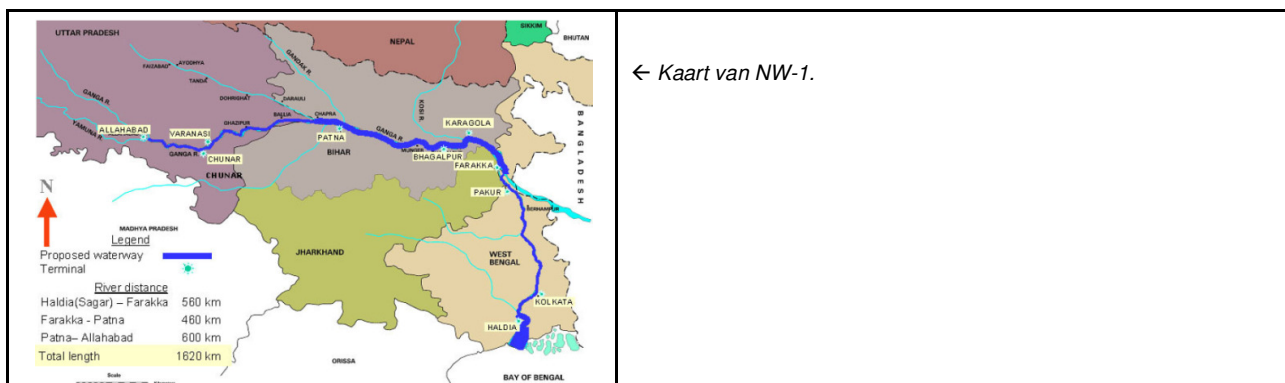 SIKKIM
UTTAR PRADESH
NEPAL
BHUTAN
GANDAK R.
AYODHYA
FAIZABAD
TANDA
DOHRIGHAT
DARAULI
KOSI R.
GANGA R.
BALLIA
CHAPRA
KARAGOLA
ALLAHABAD
VARANASI
GHAZIPUR
YAMUNA R.
PATNA
GANGA R.
GANGA R.
CHUNAR
BIHAR
MUNGER
BHAGALPUR
FARAKKA
BANGLADESH
CHUNAR
N
PAKUR
BERHAMPUR
MADHYA PRADESH
Legend
Proposed waterway
Terminal
JHARKHAND
WEST BENGAL
River distance
Haldia(Sagar) – Farakka 560 km
Farakka - Patna 460 km
Patna– Allahabad 600 km
Total length 1620 km
KOLKATA
HALDIA
Scale
ORISSA
BAY OF BENGAL
← Kaart van NW-1.